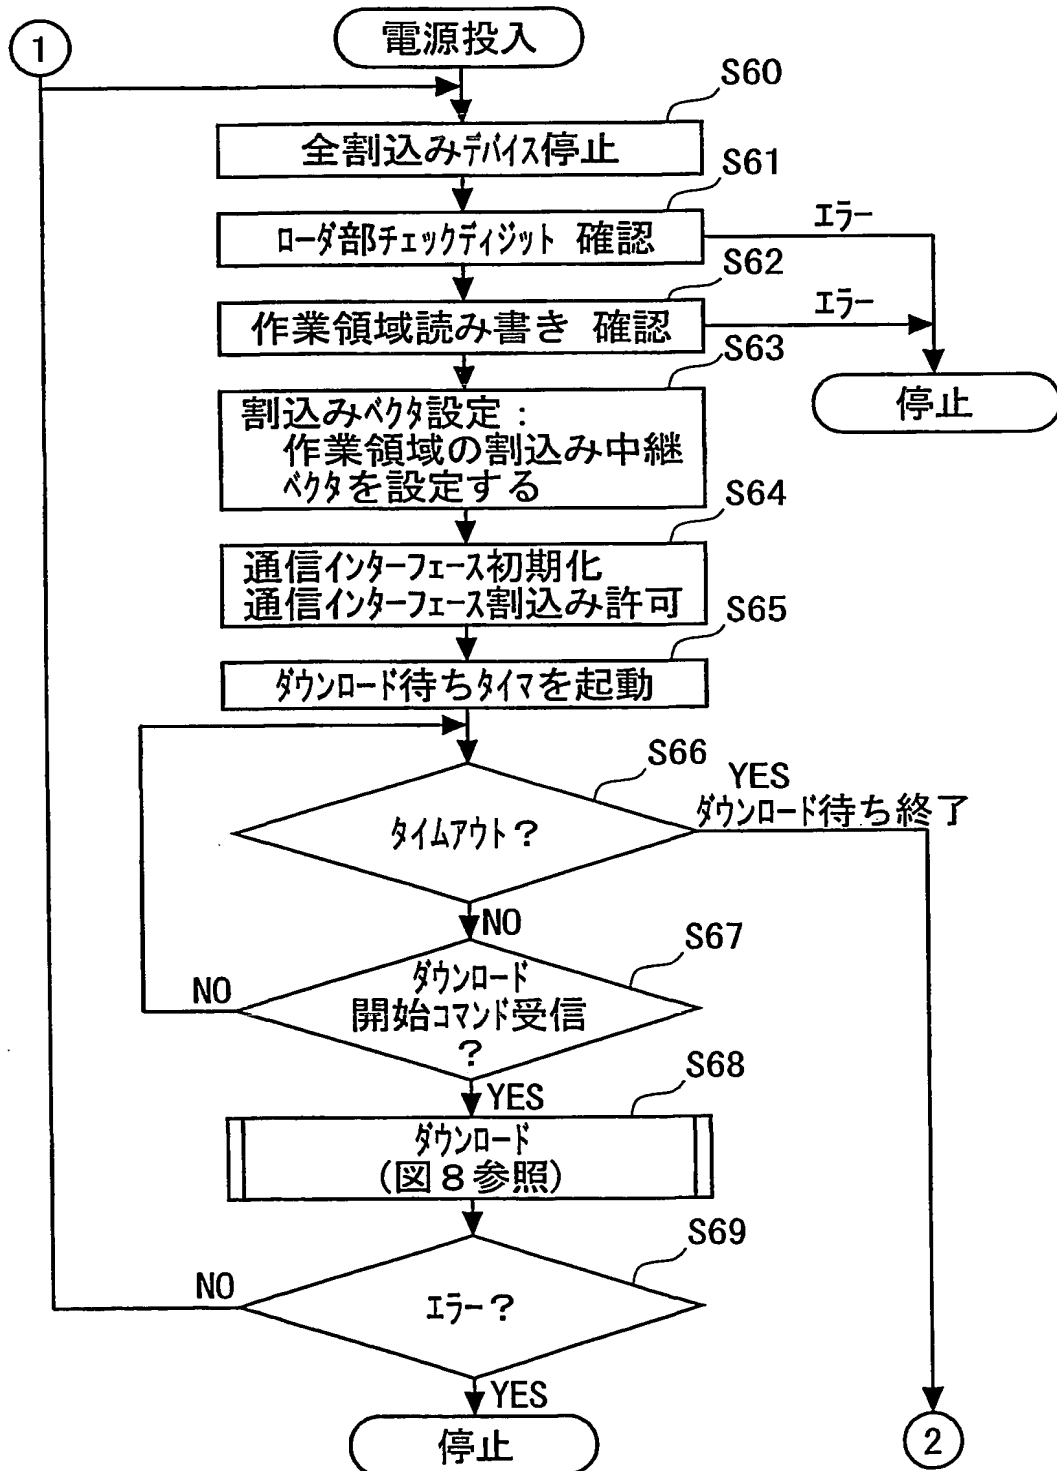 1
電源投入
S60
全割込みデバイス停止
S61
ローダ部チェックディジット 確認
エラー
S62
作業領域読み書き 確認
エラー
S63
停止
割込みベクタ設定：
作業領域の割込み中継
ベクタを設定する
S64
通信インターフェース初期化
通信インターフェース割込み許可
S65
ダウンロード待ちタイマを起動
S66
YES
ダウンロード待ち終了
タイムアウト？
NO
S67
ダウンロード
開始コマンド受信
？
NO
S68
YES
ダウンロード
(図８参照)
S69
NO
エラー？
YES
停止
2